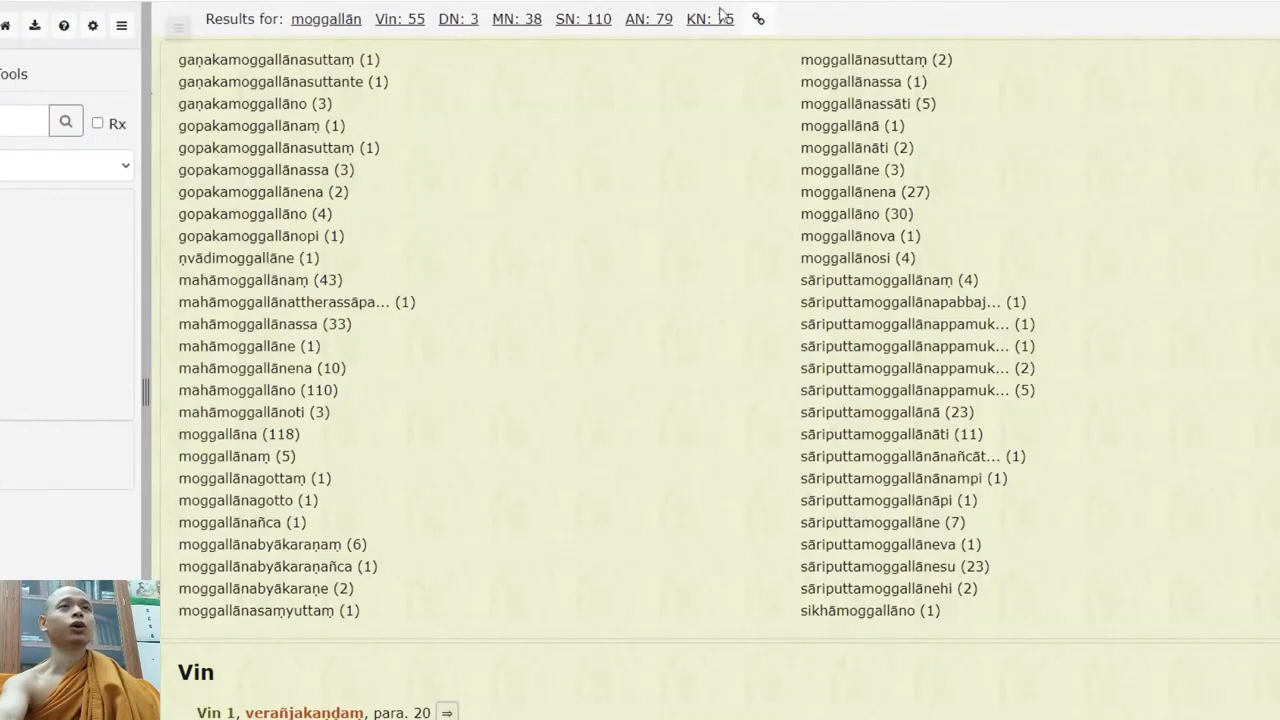 Results for: moggallān Vin: 55 DN: 3 MN: 38 SN: 110 AN: 79 KN:
Tools
Rx
gaṇakamoggallānasuttaṃ (1)
gaṇakamoggallānasuttante (1)
gaṇakamoggallāno (3)
gopakamoggallānaṃ (1)
gopakamoggallānasuttaṃ (1)
gopakamoggallānassa (3)
gopakamoggallānena (2)
gopakamoggallāno (4)
gopakamoggallānopi (1)
ṇvādimoggallāne (1)
mahāmoggallānaṃ (43)
mahāmoggallānattherassāpa... (1)
mahāmoggallānassa (33)
mahāmoggallāne (1)
mahāmoggallānena (10)
mahāmoggallāno (110)
mahāmoggallānoti (3)
moggallāna (118)
moggallānaṃ (5)
moggallānagottaṃ (1)
moggallānagotto (1)
moggallānañca (1)
moggallānabyākaraṇaṃ (6)
moggallānabyākaraṇañca (1)
moggallānabyākaraṇe (2)
moggallānasaṃyuttaṃ (1)
moggallānasuttaṃ (2)
moggallānassa (1)
moggallānassāti (5)
moggallānā (1)
moggallānāti (2)
moggallāne (3)
moggallānena (27)
moggallāno (30)
moggallānova (1)
moggallānosi (4)
sāriputtamoggallānaṃ (4)
sāriputtamoggallānapabbaj... (1)
sāriputtamoggallānappamuk... (1)
sāriputtamoggallānappamuk... (1)
sāriputtamoggallānappamuk... (2)
sāriputtamoggallānappamuk... (5)
sāriputtamoggallānā (23)
sāriputtamoggallānāti (11)
sāriputtamoggallānānañcāt... (1)
sāriputtamoggallānānampi (1)
sāriputtamoggallānāpi (1)
sāriputtamoggallāne (7)
sāriputtamoggallāneva (1)
sāriputtamoggallānesu (23)
sāriputtamoggallānehi (2)
sikhāmoggallāno (1)
Vin
Vin 1, verañjakaṇḍaṃ, para. 20 ⇒